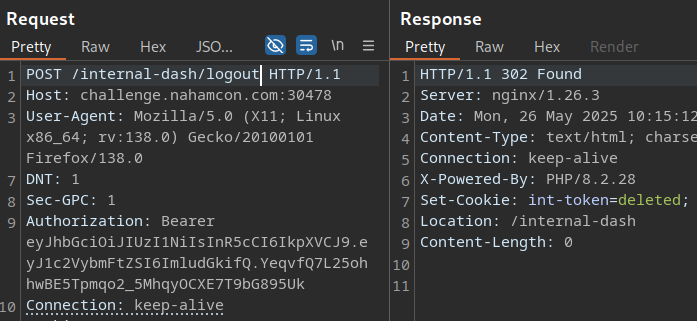 Request
Pretty Raw Hex JSO... \n
1 POST /internal-dash/logout HTTP/1.1
2 Host: challenge.nahamcon.com:30478
3 User-Agent: Mozilla/5.0 (X11; Linux
x86_64; rv:138.0) Gecko/20100101
Firefox/138.0
7 DNT: 1
8 Sec-GPC: 1
9 Authorization: Bearer
eyJhbGciOiJIUzI1NiIsInR5cCI6IkpXVCJ9.e
yJ1c2VybmFtZSI6ImludGkifQ.YeqvfQ7L25oh
hwBE5Tpmqo2_5MhqyOCXE7T9bG895Uk
10 Connection: keep-alive
Response
Pretty Raw Hex Render
1 HTTP/1.1 302 Found
2 Server: nginx/1.26.3
3 Date: Mon, 26 May 2025 10:15:12
4 Content-Type: text/html; charse
5 Connection: keep-alive
6 X-Powered-By: PHP/8.2.28
7 Set-Cookie: int-token=deleted;
8 Location: /internal-dash
9 Content-Length: 0
10
11